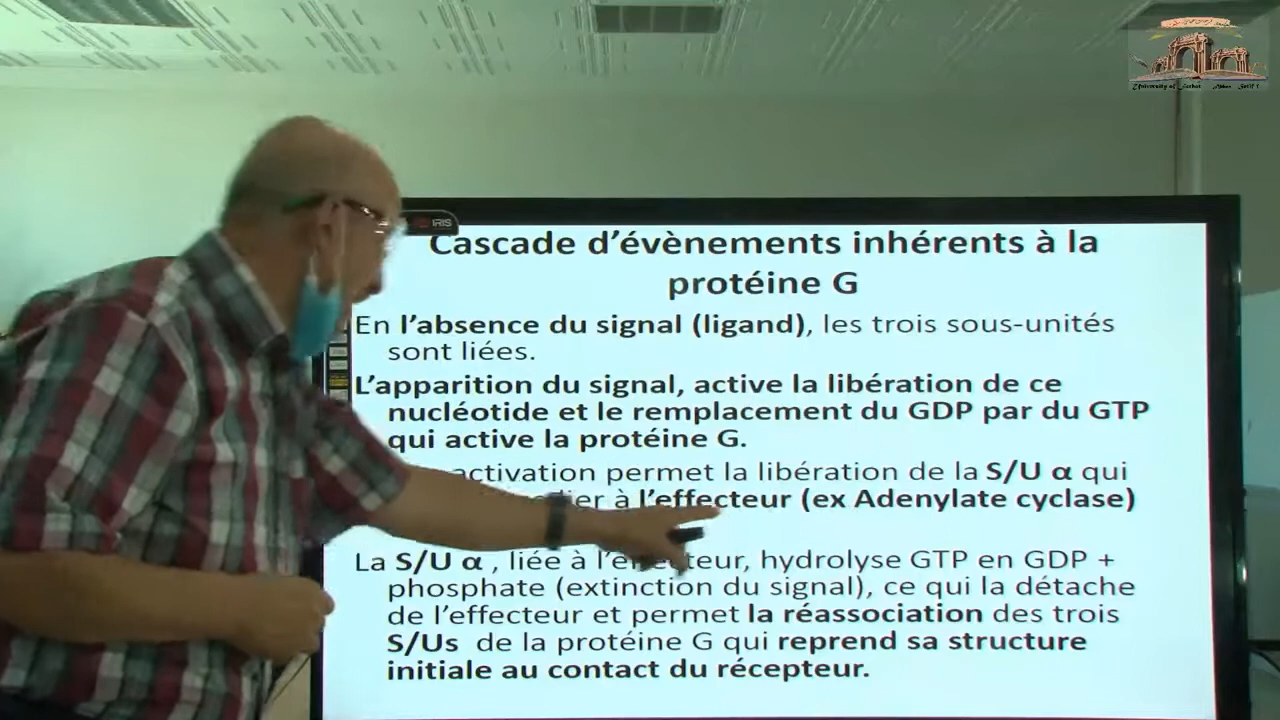 IRIS
Cascade d'évènements inhérents à la
protéine G
En l'absence du signal (ligand), les trois sous-unités
sont liées.
L'apparition du signal, active la libération de ce
nucléotide et le remplacement du GDP par du GTP
qui active la protéine G.
activation permet la libération de la S/U α qui
à l'effecteur (ex Adenylate cyclase)
La S/U α , liée à l'effecteur, hydrolyse GTP en GDP +
phosphate (extinction du signal), ce qui la détache
de l'effecteur et permet la réassociation des trois
S/Us de la protéine G qui reprend sa structure
initiale au contact du récepteur.